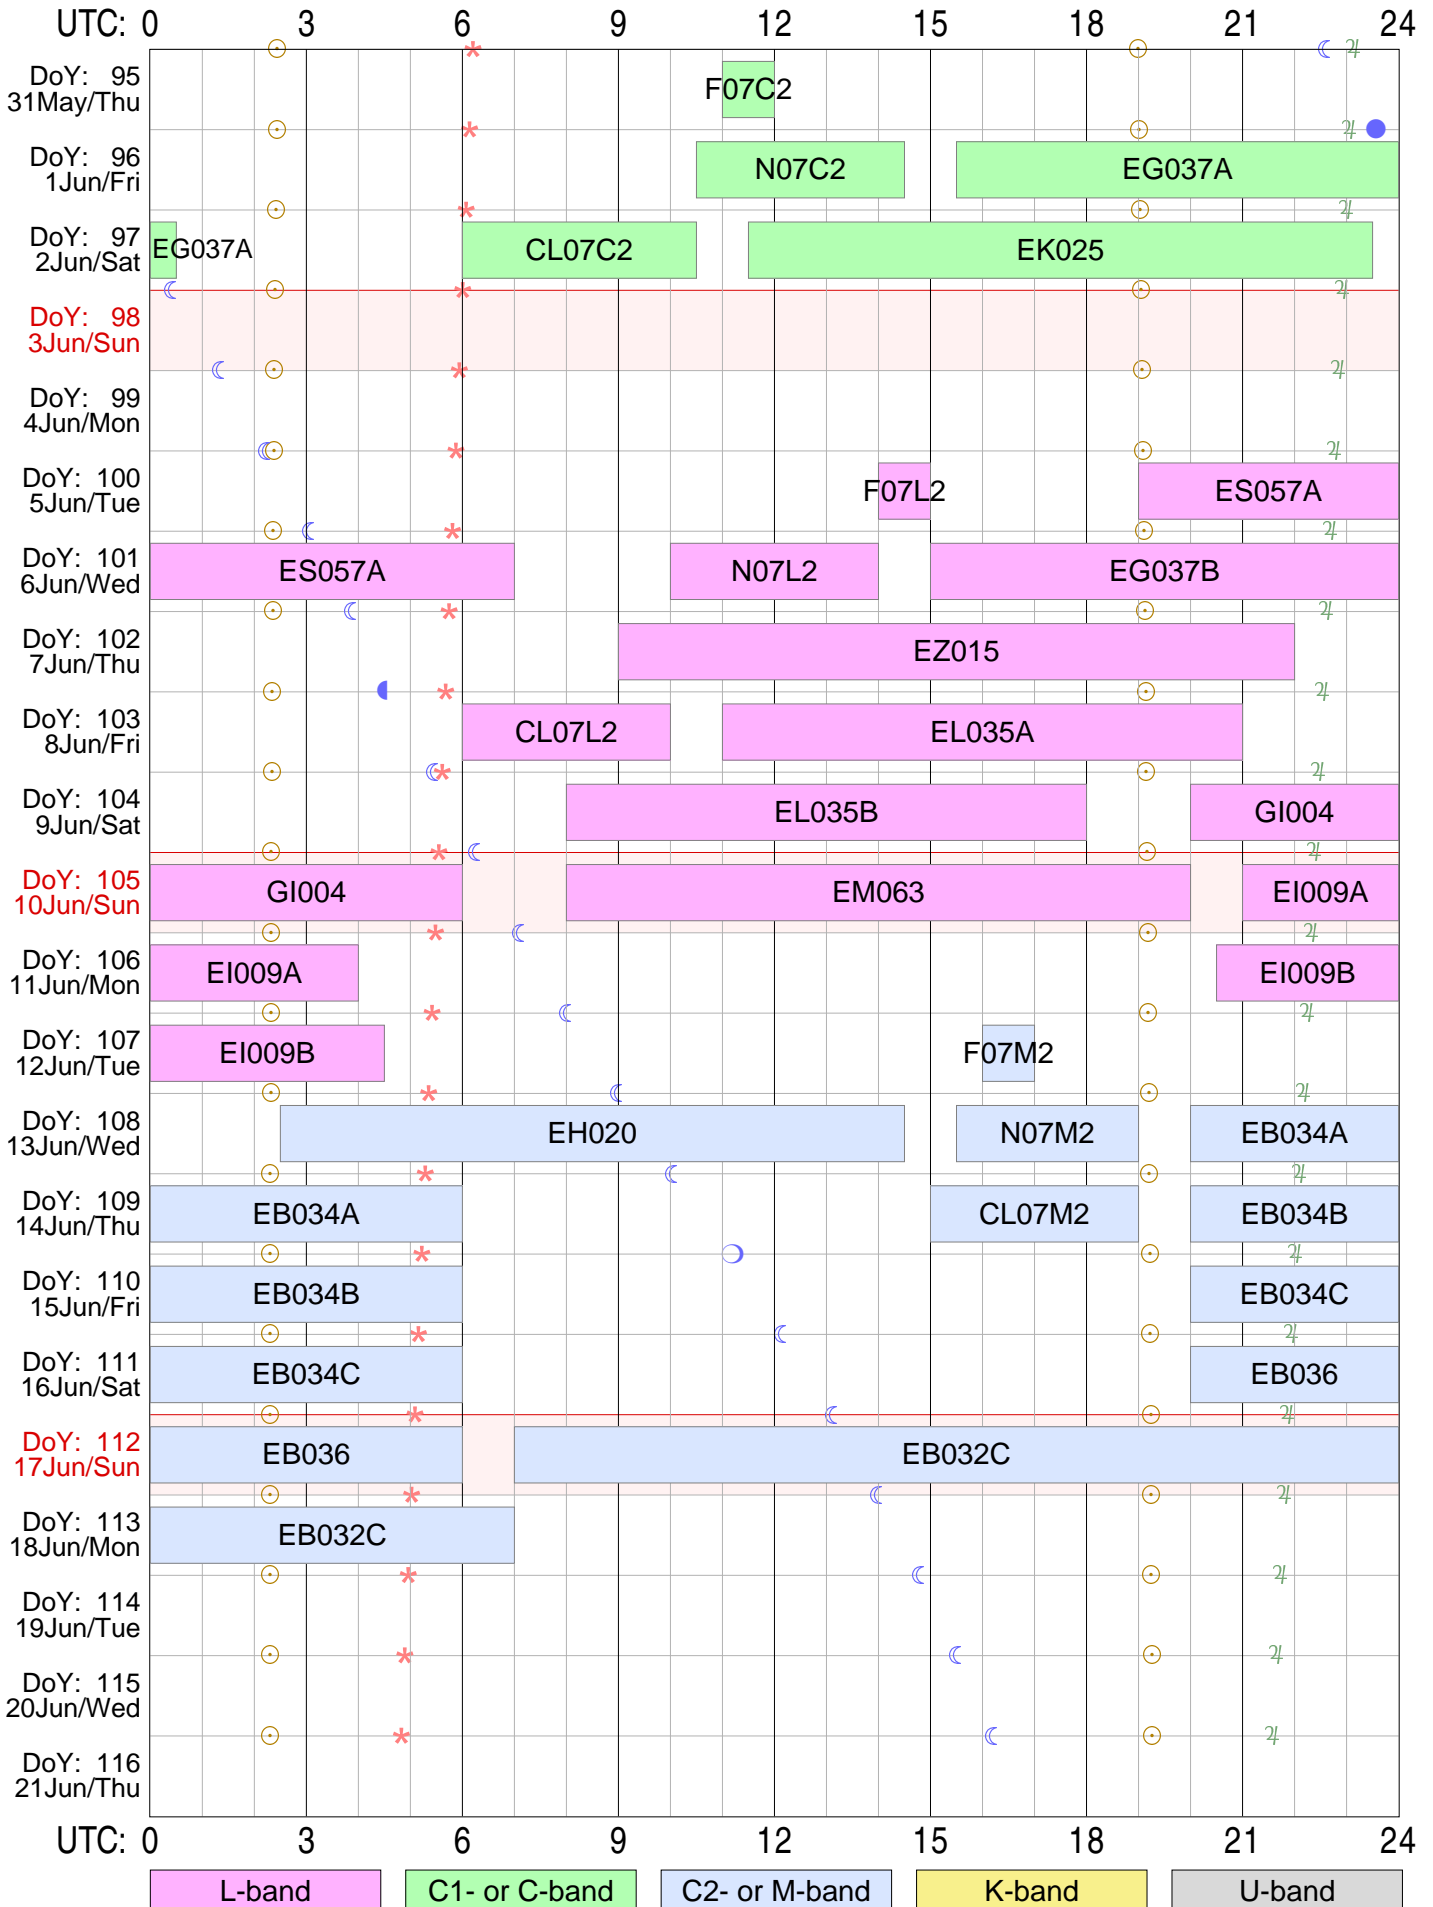 UTC: 0 3 6 9 12 15 18 21 24
DoY: 95
31May/Thu
F07C2
DoY: 96
1Jun/Fri
N07C2 EG037A
DoY: 97
2Jun/Sat
EG037A CL07C2 EK025
DoY: 98
3Jun/Sun
DoY: 99
4Jun/Mon
DoY: 100
5Jun/Tue
F07L2 ES057A
DoY: 101
6Jun/Wed
ES057A N07L2 EG037B
DoY: 102
7Jun/Thu
EZ015
DoY: 103
8Jun/Fri
CL07L2 EL035A
DoY: 104
9Jun/Sat
EL035B GI004
DoY: 105
10Jun/Sun
GI004 EM063 EI009A
DoY: 106
11Jun/Mon
EI009A EI009B
DoY: 107
12Jun/Tue
EI009B F07M2
DoY: 108
13Jun/Wed
EH020 N07M2 EB034A
DoY: 109
14Jun/Thu
EB034A CL07M2 EB034B
DoY: 110
15Jun/Fri
EB034B EB034C
DoY: 111
16Jun/Sat
EB034C EB036
DoY: 112
17Jun/Sun
EB036 EB032C
DoY: 113
18Jun/Mon
EB032C
DoY: 114
19Jun/Tue
DoY: 115
20Jun/Wed
DoY: 116
21Jun/Thu
UTC: 0 3 6 9 12 15 18 21 24
L-band C1- or C-band C2- or M-band K-band U-band